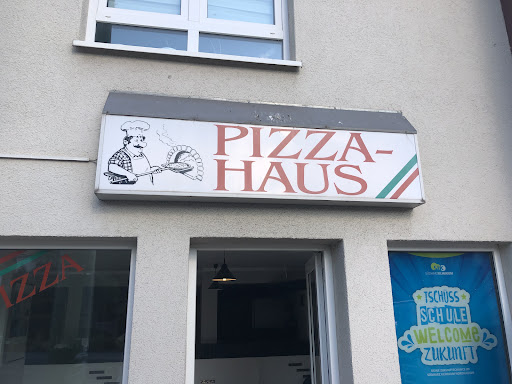 PIZZA-
HAUS
PIZZA
TSCHÜSS
SCHULE
WELCOME
ZUKUNFT